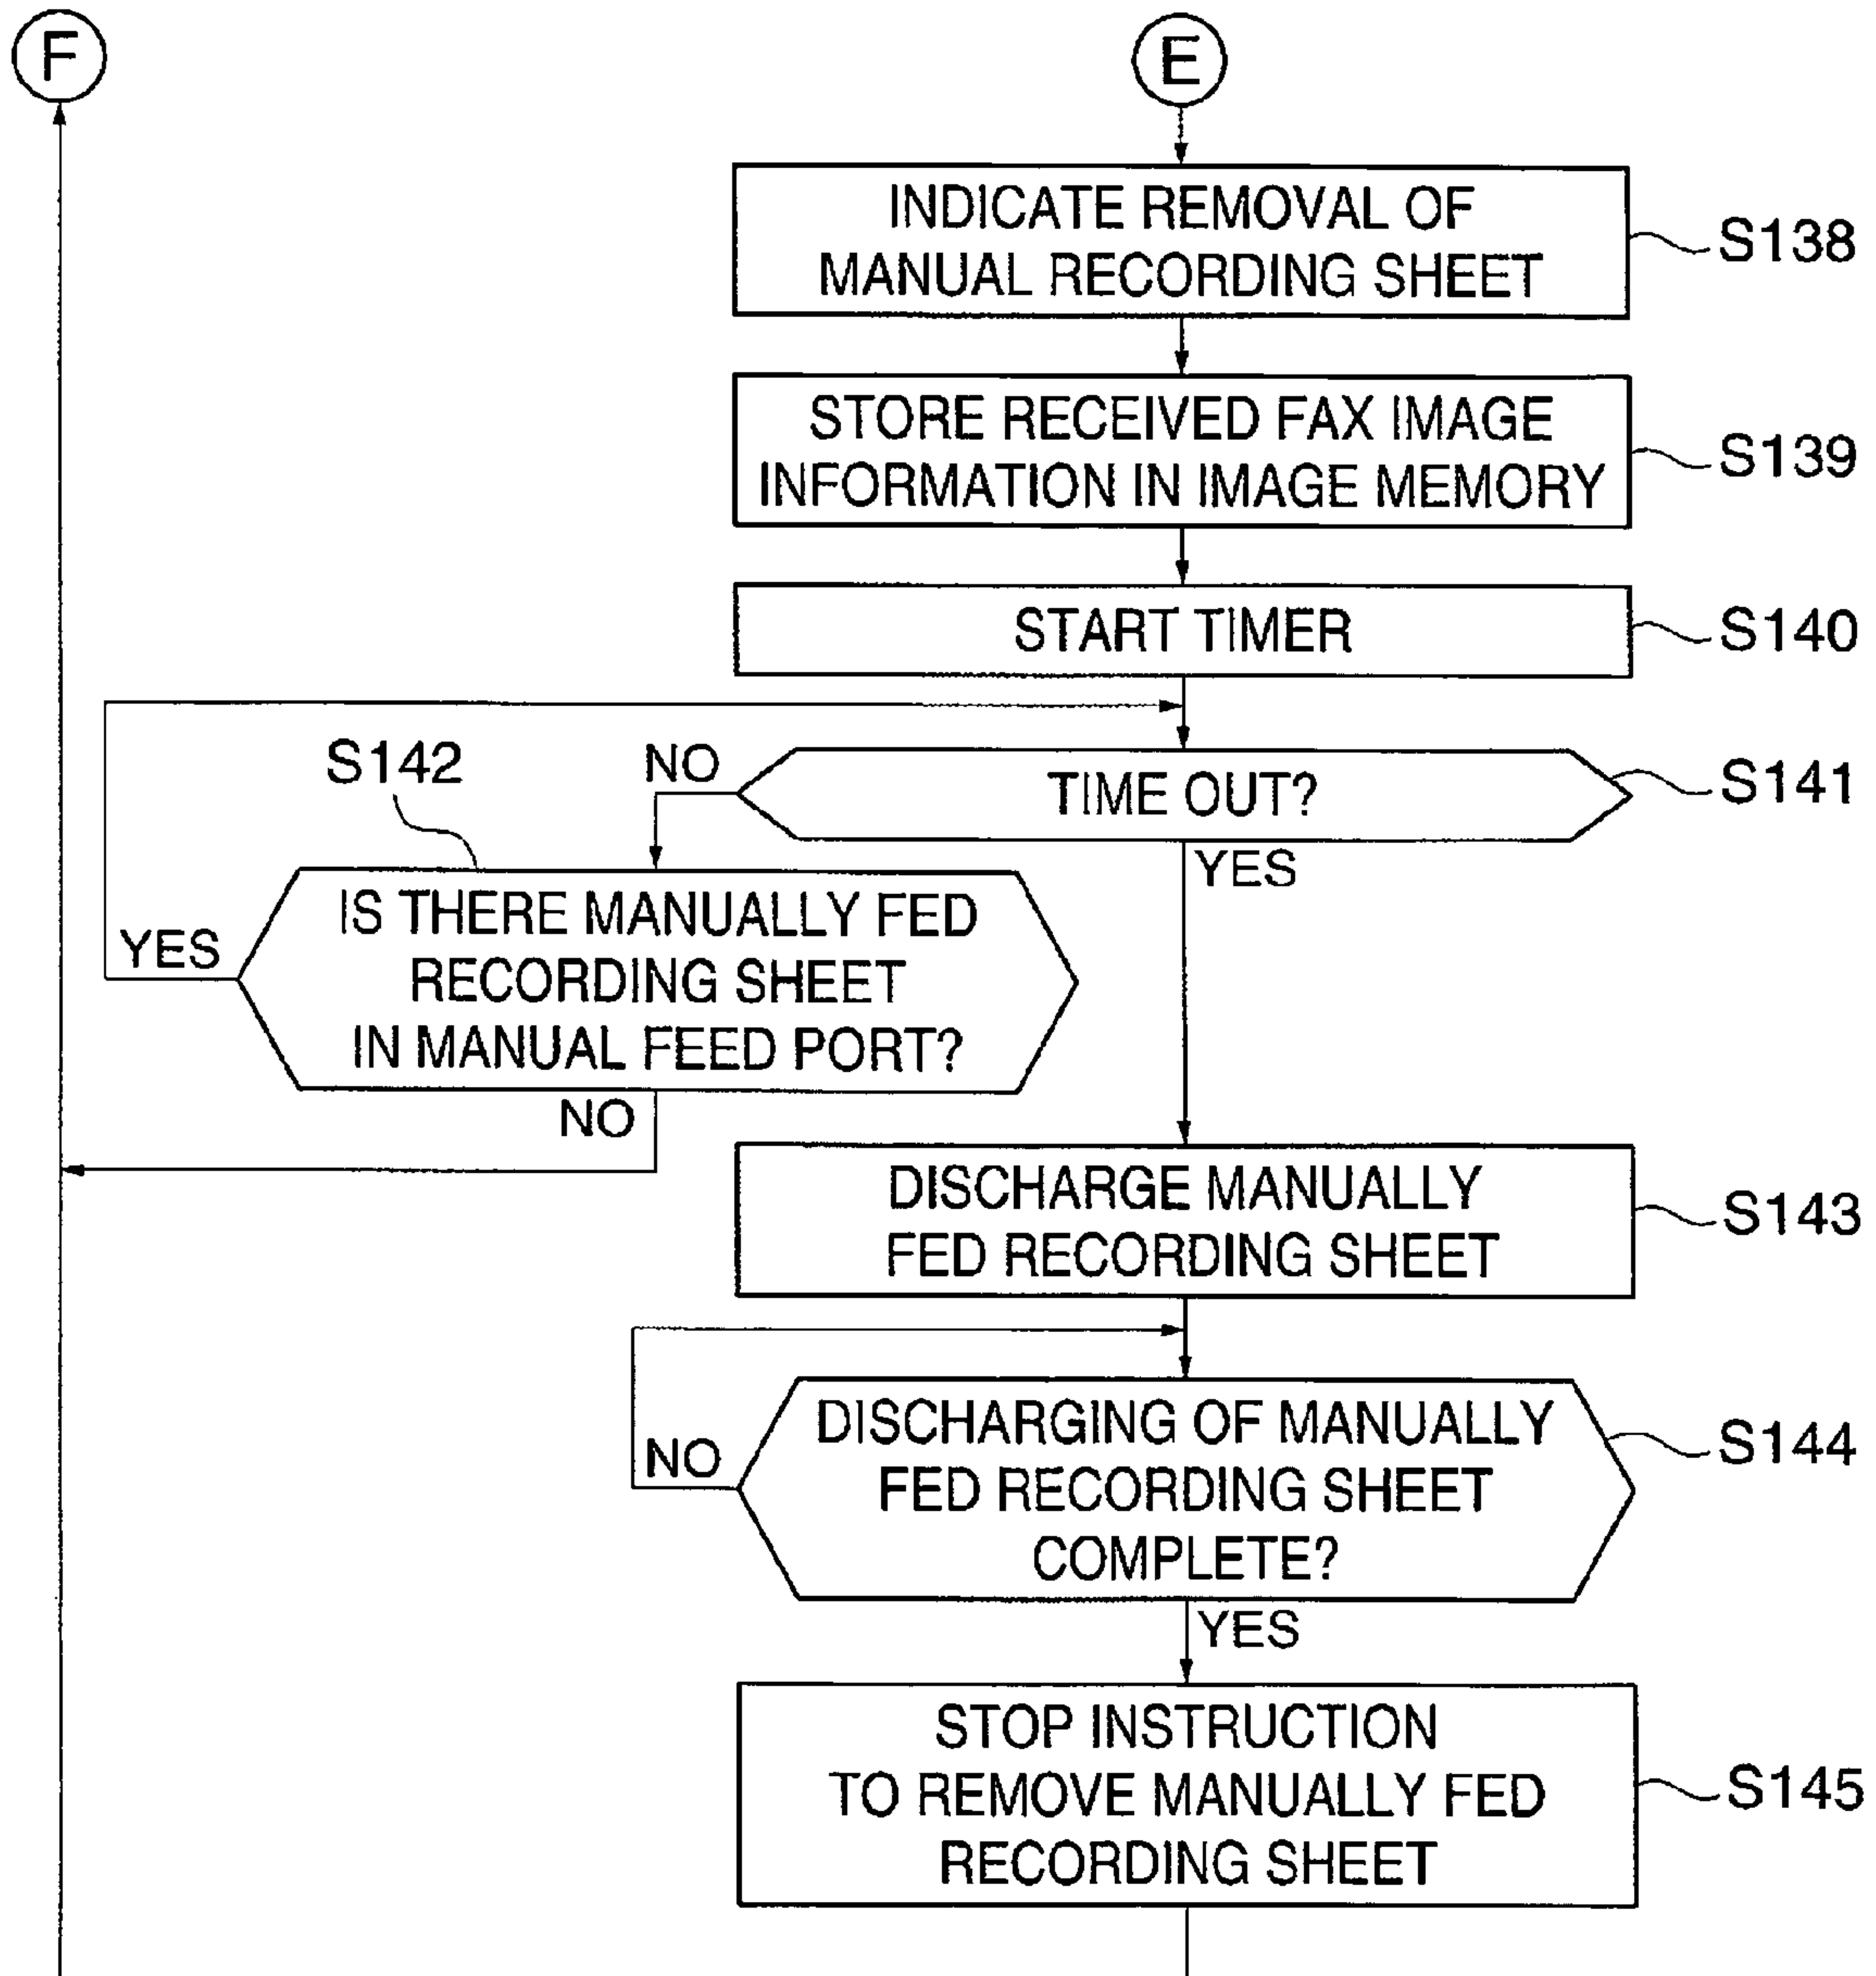 F
E
INDICATE REMOVAL OF
MANUAL RECORDING SHEET
S138
STORE RECEIVED FAX IMAGE
INFORMATION IN IMAGE MEMORY
S139
START TIMER
S140
TIME OUT?
S141
NO
YES
S142
IS THERE MANUALLY FED
RECORDING SHEET
IN MANUAL FEED PORT?
YES
NO
DISCHARGE MANUALLY
FED RECORDING SHEET
S143
DISCHARGING OF MANUALLY
FED RECORDING SHEET
COMPLETE?
S144
NO
YES
STOP INSTRUCTION
TO REMOVE MANUALLY FED
RECORDING SHEET
S145